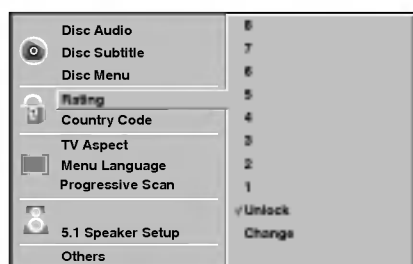 Disc Audio
Disc Subtitle
Disc Menu
Rating
Country Code
TV Aspect
Menu Language
Progressive Scan
5.1 Speaker Setup
Others
8
7
6
5
4
3
2
1
√ Unlock
Change